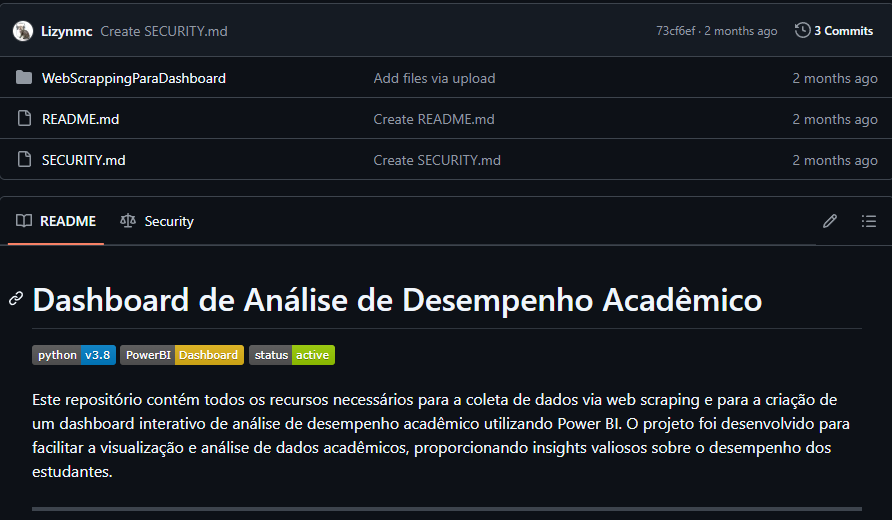 Lizynmc Create SECURITY.md 73cf6ef · 2 months ago 3 Commits
WebScrappingParaDashboard Add files via upload 2 months ago
README.md Create README.md 2 months ago
SECURITY.md Create SECURITY.md 2 months ago
README Security
Dashboard de Análise de Desempenho Acadêmico
python v3.8 PowerBI Dashboard status active
Este repositório contém todos os recursos necessários para a coleta de dados via web scraping e para a criação de
um dashboard interativo de análise de desempenho acadêmico utilizando Power BI. O projeto foi desenvolvido para
facilitar a visualização e análise de dados acadêmicos, proporcionando insights valiosos sobre o desempenho dos
estudantes.